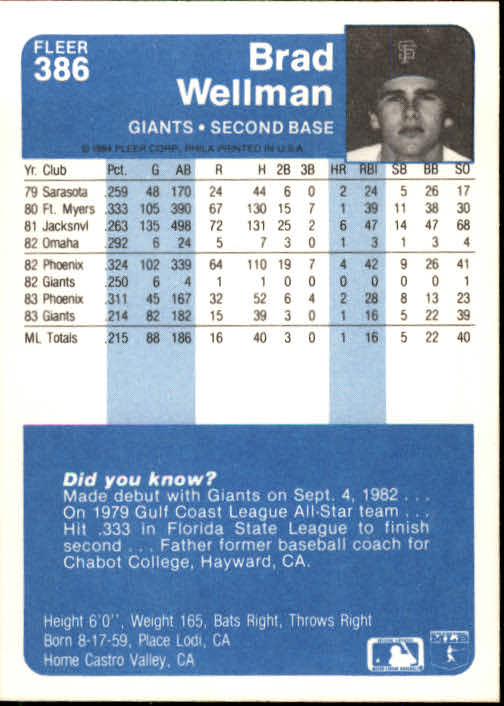 FLEER
386
Brad
Wellman
GIANTS • SECOND BASE
© 1984 FLEER CORP., PHILA. PRINTED IN U.S.A.
Yr. Club Pct. G AB R H 2B 3B HR RBI SB BB SO
79 Sarasota .259 48 170 24 44 6 0 2 24 5 26 17
80 Ft. Myers .333 105 390 67 130 15 7 1 39 11 38 30
81 Jacksnvl .263 135 498 72 131 25 2 6 47 14 47 68
82 Omaha .292 6 24 5 7 3 0 1 3 1 3 4
82 Phoenix .324 102 339 64 110 19 7 4 42 9 26 41
82 Giants .250 6 4 1 1 0 0 0 0 0 0 1
83 Phoenix .311 45 167 32 52 6 4 2 28 8 13 23
83 Giants .214 82 182 15 39 3 0 1 16 5 22 39
ML Totals .215 88 186 16 40 3 0 1 16 5 22 40
Did you know?
Made debut with Giants on Sept. 4, 1982 . . .
On 1979 Gulf Coast League All-Star team . . .
Hit .333 in Florida State League to finish
second . . . Father former baseball coach for
Chabot College, Hayward, CA.
Height 6'0'', Weight 165, Bats Right, Throws Right
Born 8-17-59, Place Lodi, CA
Home Castro Valley, CA